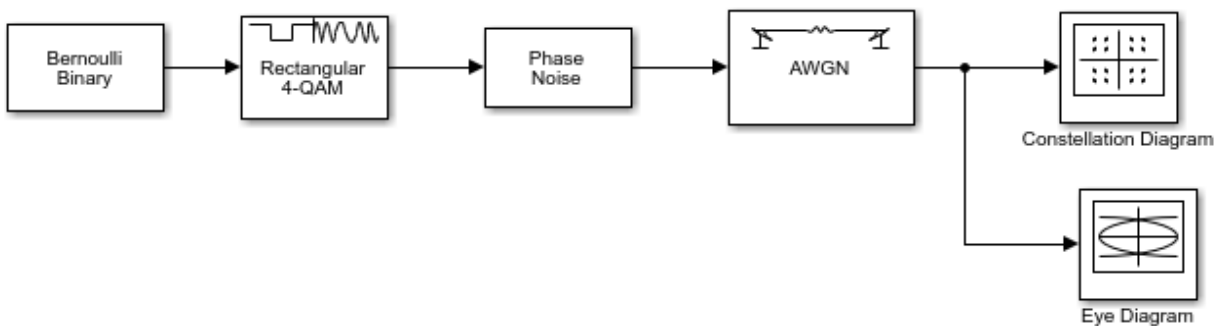 Bernoulli
Binary
Rectangular
4-QAM
Phase
Noise
AWGN
Constellation Diagram
Eye Diagram